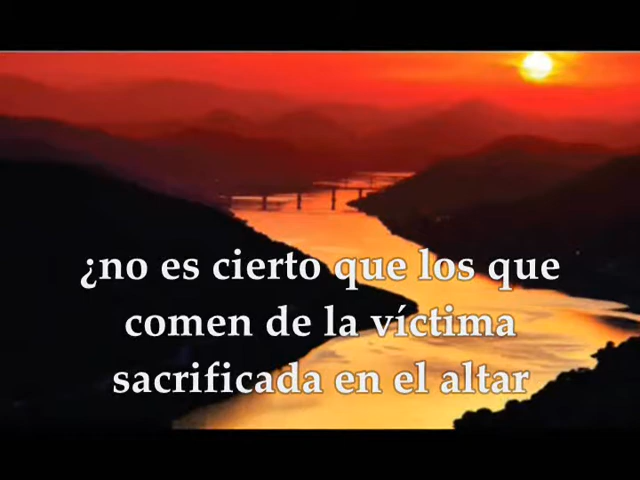 ¿no es cierto que los que
comen de la víctima
sacrificada en el altar